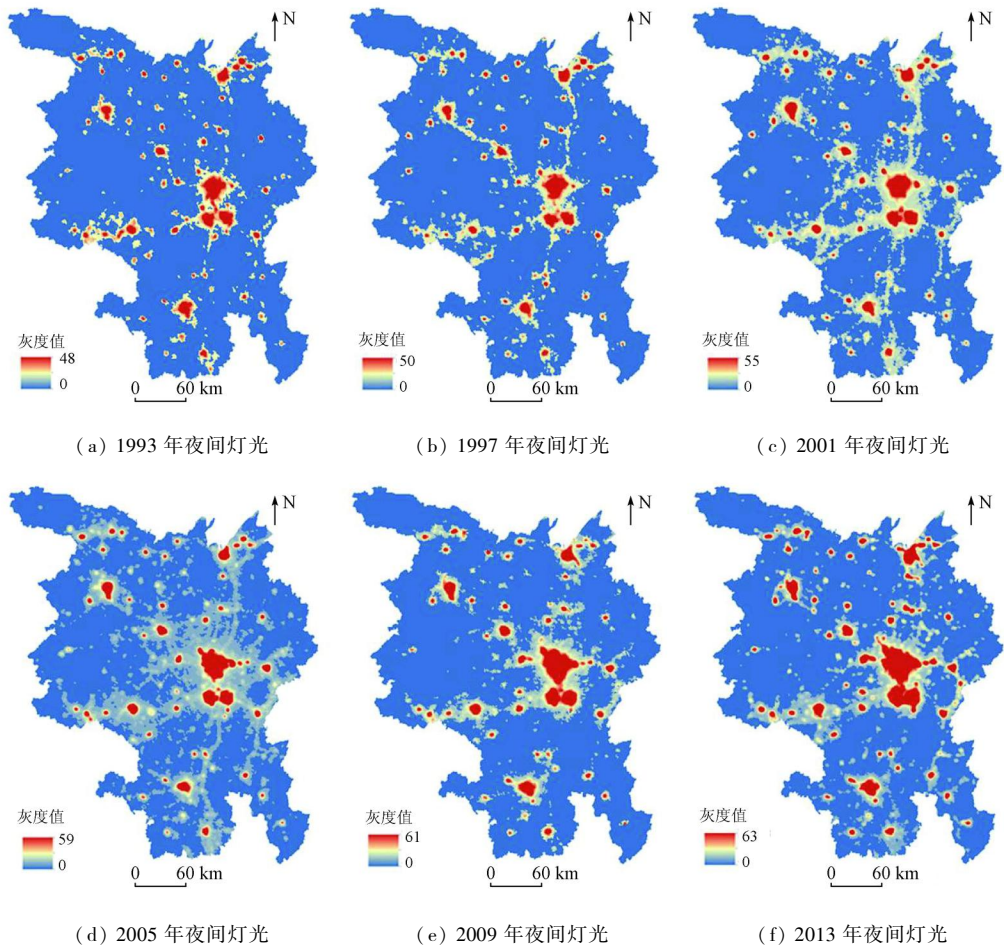 N
灰度值
48
0
0 60 km
N
灰度值
50
0
0 60 km
N
灰度值
55
0
0 60 km
(a) 1993 年夜间灯光
(b) 1997 年夜间灯光
(c) 2001 年夜间灯光
N
灰度值
59
0
0 60 km
N
灰度值
61
0
0 60 km
N
灰度值
63
0
0 60 km
(d) 2005 年夜间灯光
(e) 2009 年夜间灯光
(f) 2013 年夜间灯光